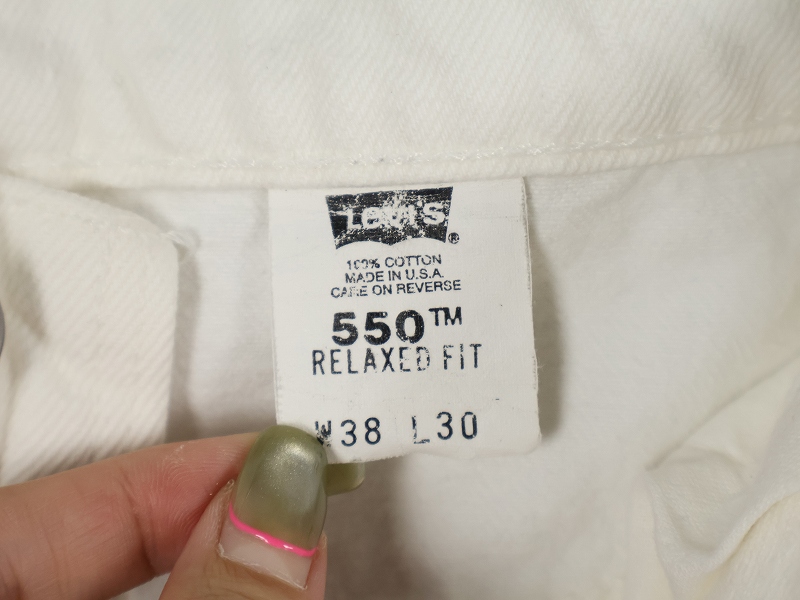 Levi's ®
100% COTTON
MADE IN U.S.A.
CARE ON REVERSE
550™
RELAXED FIT
W38 L30